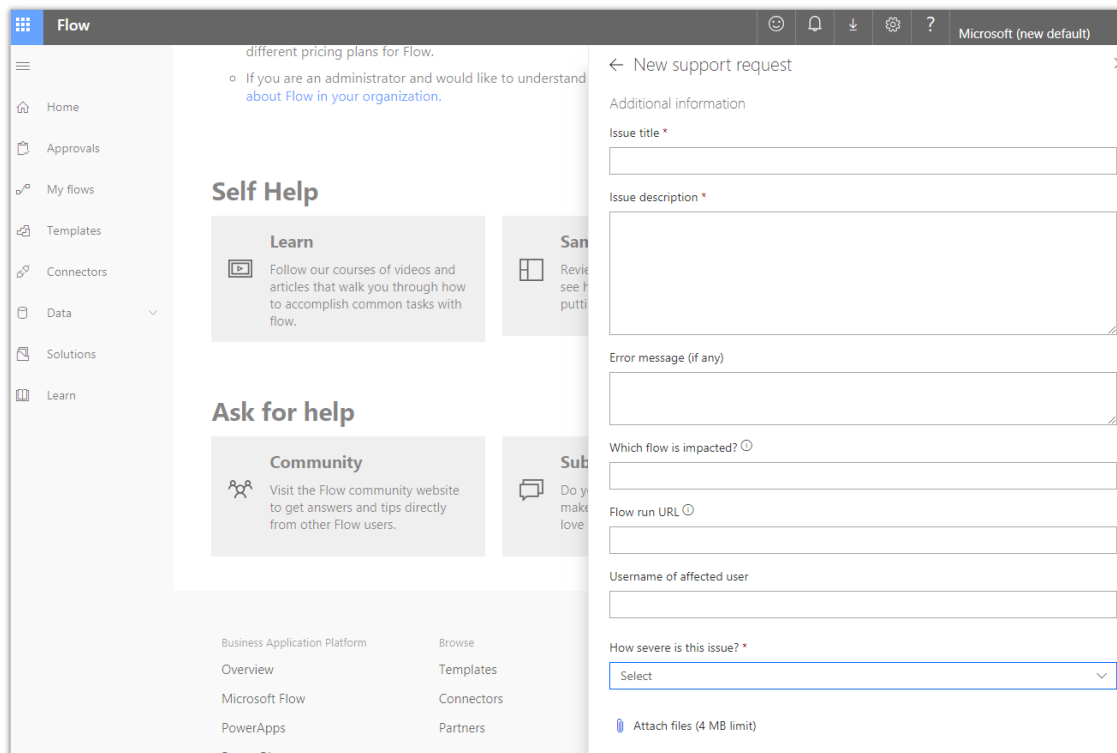 Flow
?
Microsoft (new default)
Home
Approvals
My flows
Templates
Connectors
Data
Solutions
Learn
different pricing plans for Flow.
If you are an administrator and would like to understand
about Flow in your organization.
Self Help
Learn
Follow our courses of videos and
articles that walk you through how
to accomplish common tasks with
flow.
Ask for help
Community
Visit the Flow community website
to get answers and tips directly
from other Flow users.
Do
love
Business Application Platform
Overview
Microsoft Flow
PowerApps
Browse
Templates
Connectors
Partners
New support request
Additional information
Issue title *
Issue description *
Error message (if any)
Which flow is impacted?
Flow run URL
Username of affected user
How severe is this issue? *
Select
Attach files (4 MB limit)